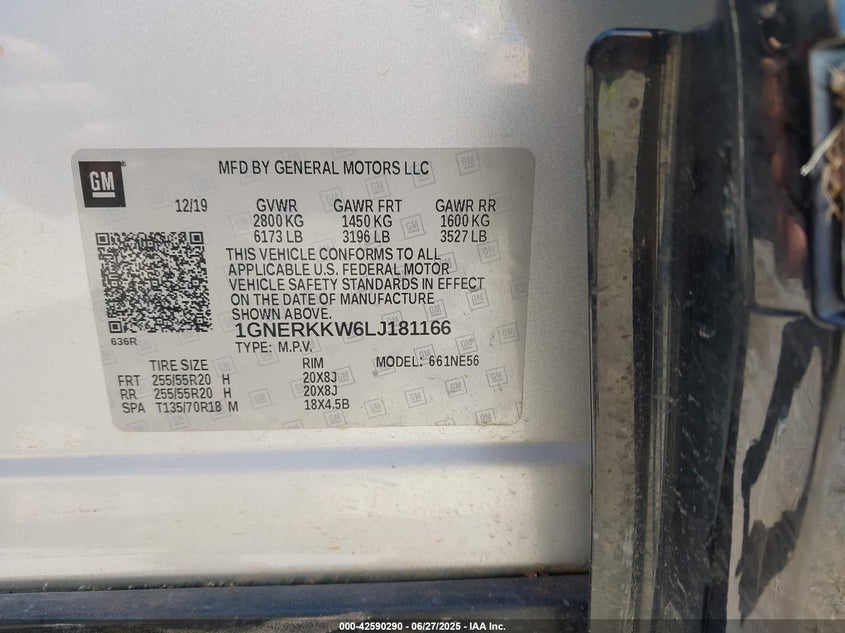 GM
MFD BY GENERAL MOTORS LLC
12/19 GVWR GAWR FRT GAWR RR
2800 KG 1450 KG 1600 KG
6173 LB 3196 LB 3527 LB
THIS VEHICLE CONFORMS TO ALL
APPLICABLE U.S. FEDERAL MOTOR
VEHICLE SAFETY STANDARDS IN EFFECT
ON THE DATE OF MANUFACTURE
SHOWN ABOVE.
636R
1GNERKKW6LJ181166
TYPE: M.P.V. MODEL: 661NE56
TIRE SIZE RIM
FRT 255/55R20 H 20X8J
RR 255/55R20 H 20X8J
SPA T135/70R18 M 18X4.5B
000-42590290 - 06/27/2025 - IAA Inc.